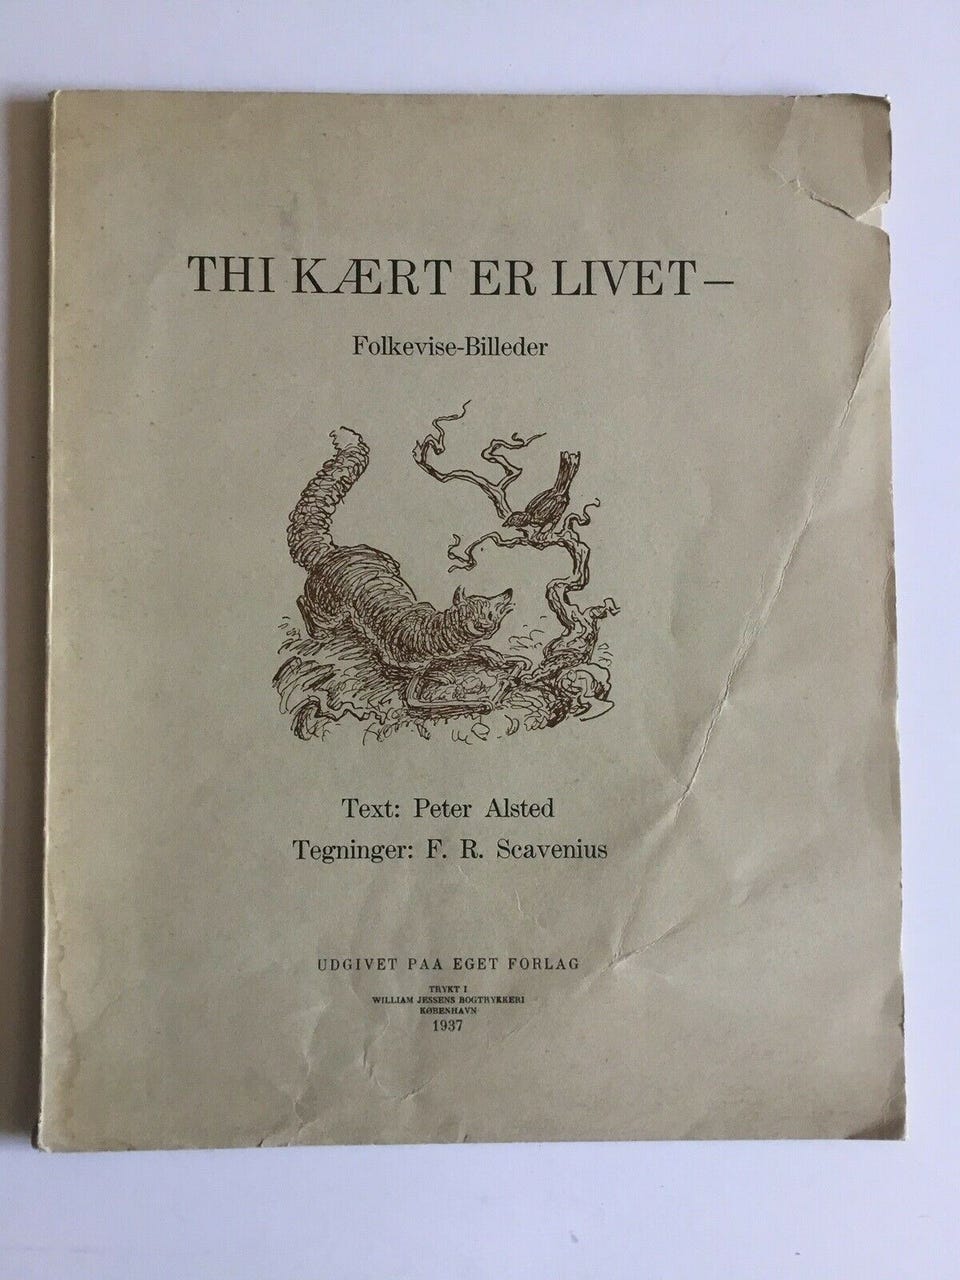 THI KÆRT ER LIVET—
Folkevise-Billeder
Text: Peter Alsted
Tegninger: F. R. Scavenius
UDGIVET PAA EGET FORLAG
TRYKT I
WILLIAM JESSENS BOGTRYKKERI
KØBENHAVN
1937